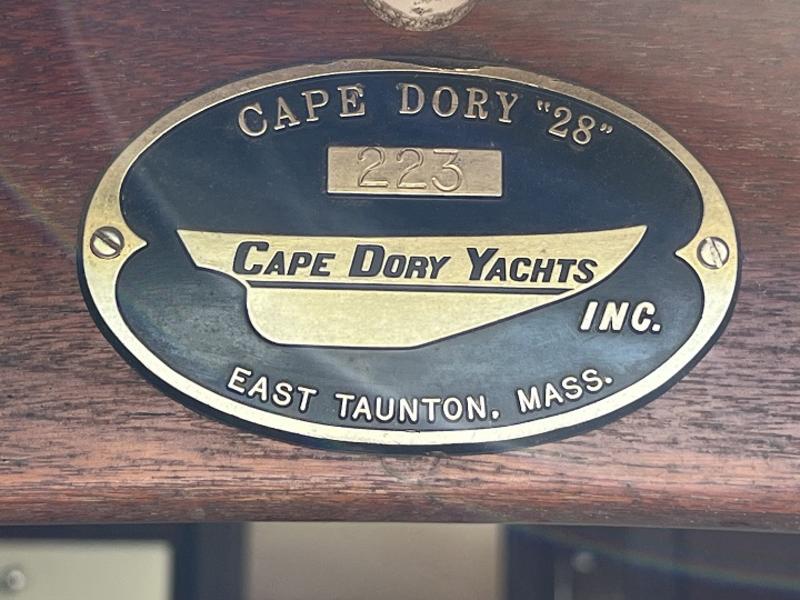 CAPE DORY "28"
223
CAPE DORY YACHTS
INC.
EAST TAUNTON, MASS.